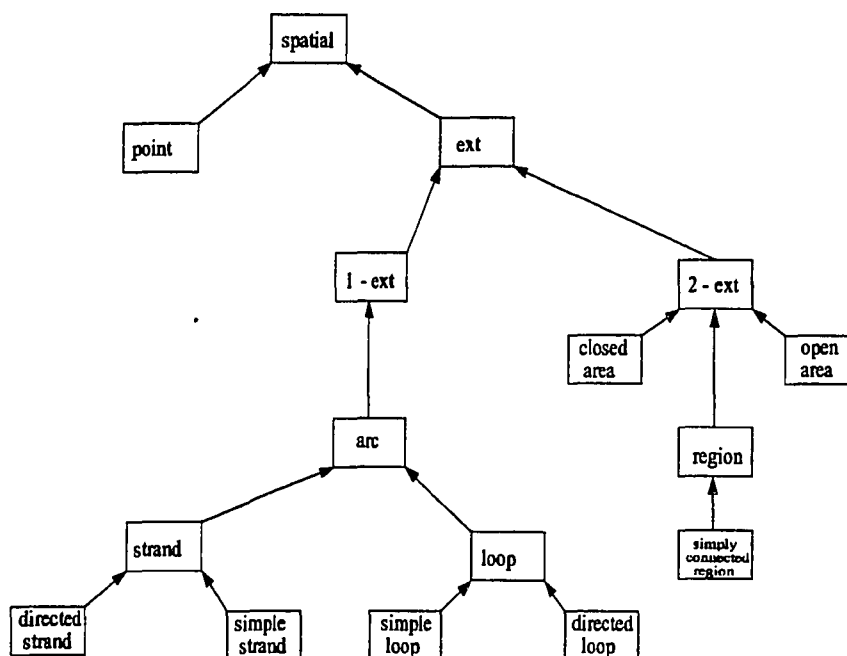 spatial
point
ext
1 - ext
2 - ext
closed
area
open
area
arc
region
strand
loop
simply
connected
region
directed
strand
simple
strand
simple
loop
directed
loop